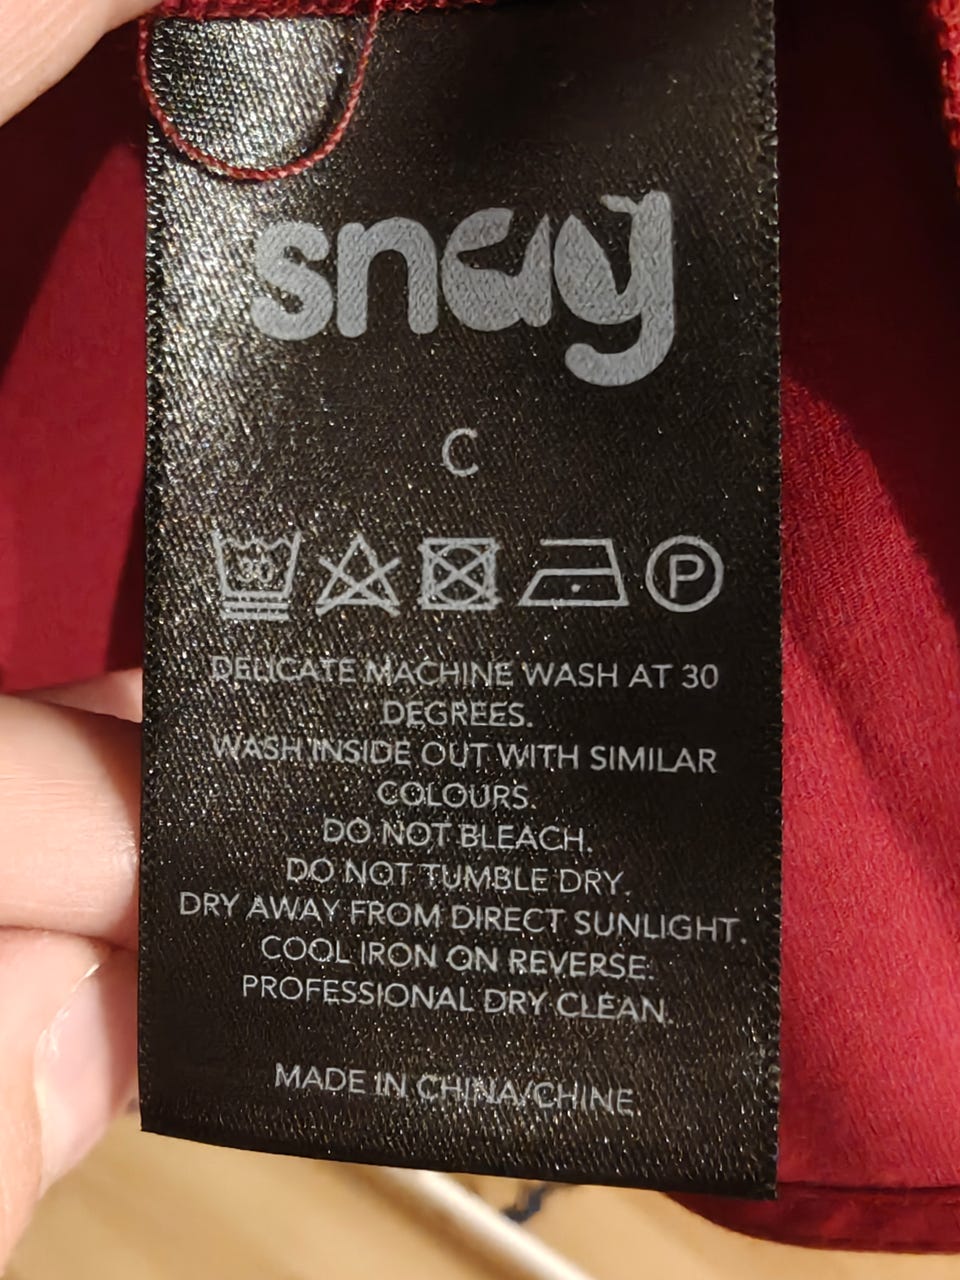 snag
C
30
P
DELICATE MACHINE WASH AT 30
DEGREES.
WASH INSIDE OUT WITH SIMILAR
COLOURS.
DO NOT BLEACH.
DO NOT TUMBLE DRY.
DRY AWAY FROM DIRECT SUNLIGHT.
COOL IRON ON REVERSE.
PROFESSIONAL DRY CLEAN.
MADE IN CHINA/CHINE